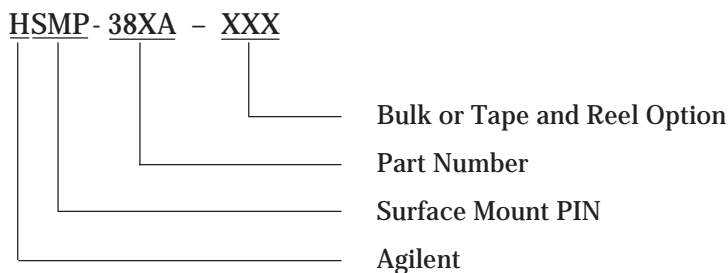 HSMP-38XA – XXX
Bulk or Tape and Reel Option
Part Number
Surface Mount PIN
Agilent